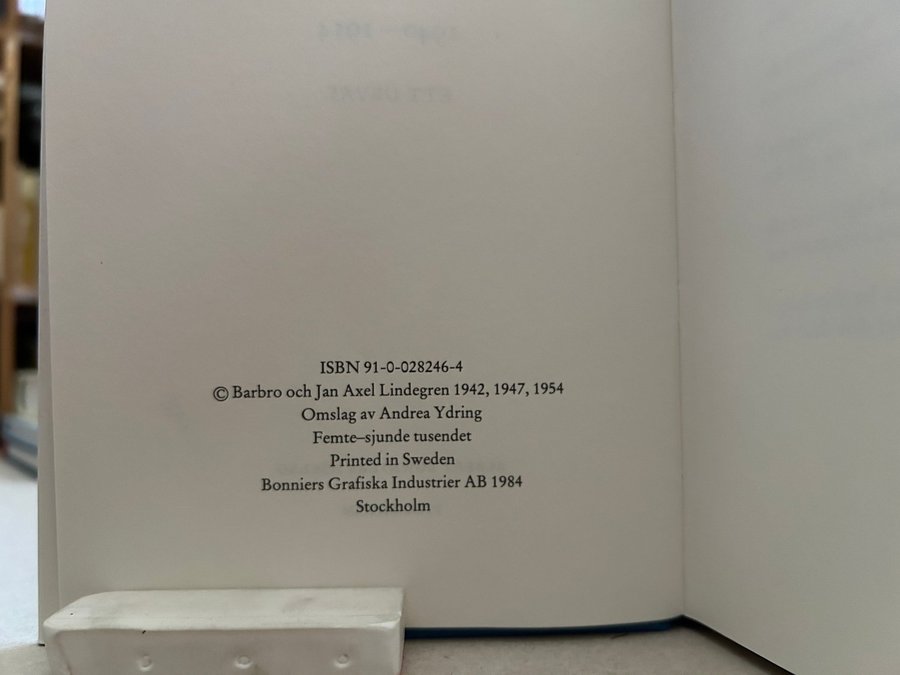 ISBN 91-0-028246-4
© Barbro och Jan Axel Lindegren 1942, 1947, 1954
Omslag av Andrea Ydring
Femte–sjunde tusendet
Printed in Sweden
Bonniers Grafiska Industrier AB 1984
Stockholm